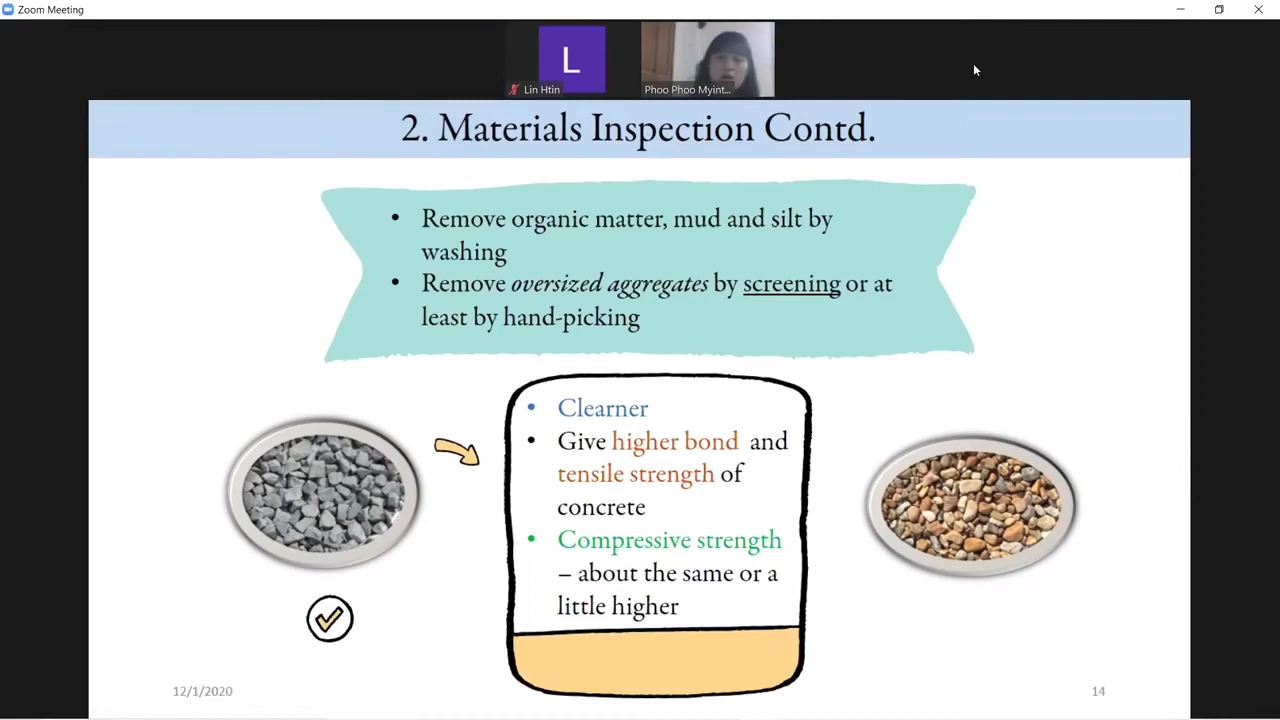 Zoom Meeting
L
Lin Htin
Phoo Phoo Myint...
2. Materials Inspection Contd.
• Remove organic matter, mud and silt by
washing
• Remove oversized aggregates by screening or at
least by hand-picking
• Clearner
• Give higher bond and
tensile strength of
concrete
• Compressive strength
– about the same or a
little higher
12/1/2020
14